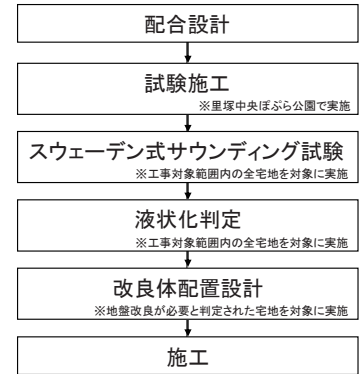 配合設計
試験施工
※里塚中央ぽぷら公園で実施
スウェーデン式サウンディング試験
※工事対象範囲内の全宅地を対象に実施
液状化判定
※工事対象範囲内の全宅地を対象に実施
改良体配置設計
※地盤改良が必要と判定された宅地を対象に実施
施工